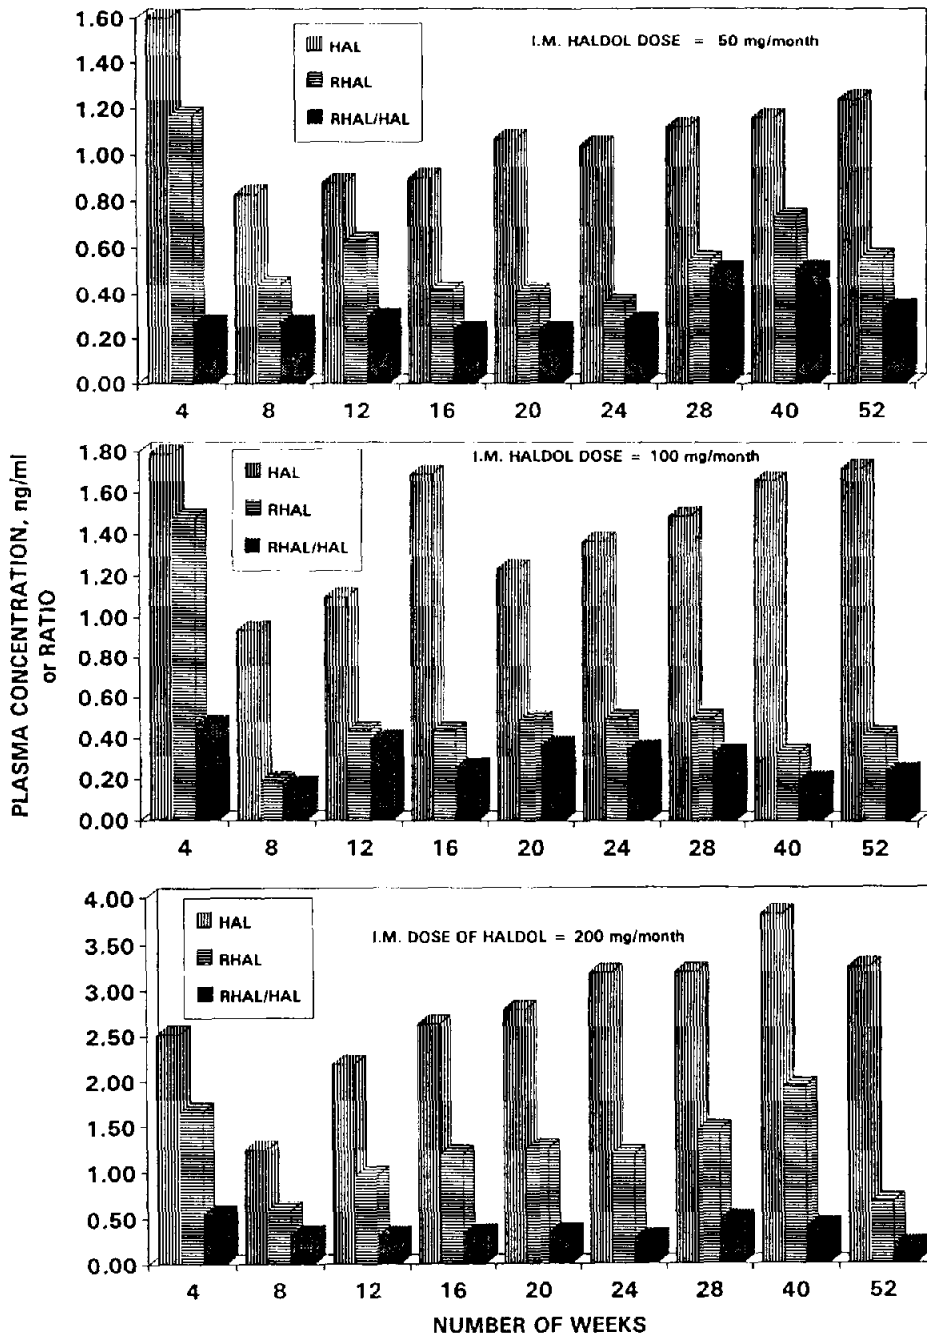 PLASMA CONCENTRATION, ng/ml
or RATIO
I.M. HALDOL DOSE = 50 mg/month
HAL
RHAL
RHAL/HAL
1.60
1.40
1.20
1.00
0.80
0.60
0.40
0.20
0.00
4 8 12 16 20 24 28 40 52
I.M. HALDOL DOSE = 100 mg/month
HAL
RHAL
RHAL/HAL
1.80
1.60
1.40
1.20
1.00
0.80
0.60
0.40
0.20
0.00
4 8 12 16 20 24 28 40 52
I.M. DOSE OF HALDOL = 200 mg/month
HAL
RHAL
RHAL/HAL
4.00
3.50
3.00
2.50
2.00
1.50
1.00
0.50
0.00
4 8 12 16 20 24 28 40 52
NUMBER OF WEEKS